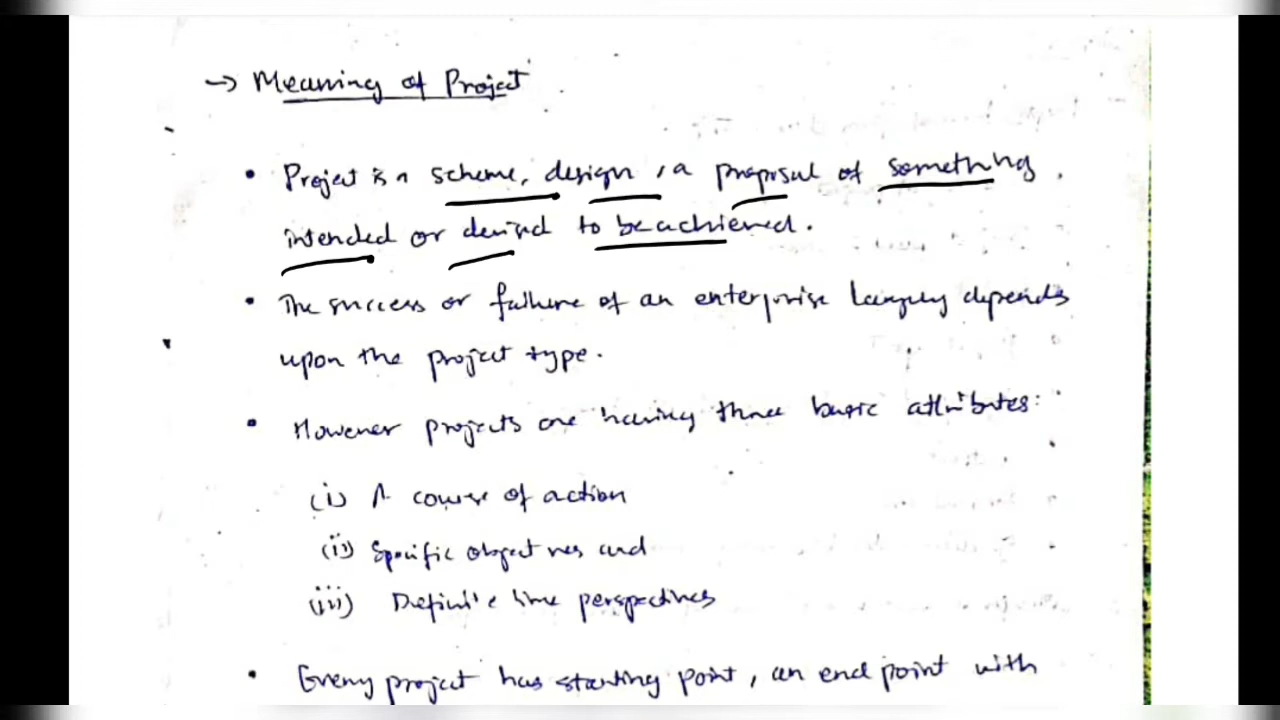 → Meaning of Project
• Project is a scheme, design, a proposal of something
intended or desired to be achieved.
• The success or failure of an enterprise largely depends
upon the project type.
• However projects are having three basic attributes:
(i) A course of action
(ii) Specific objectives and
(iii) Definite time perspectives
• Every project has starting point, an end point with